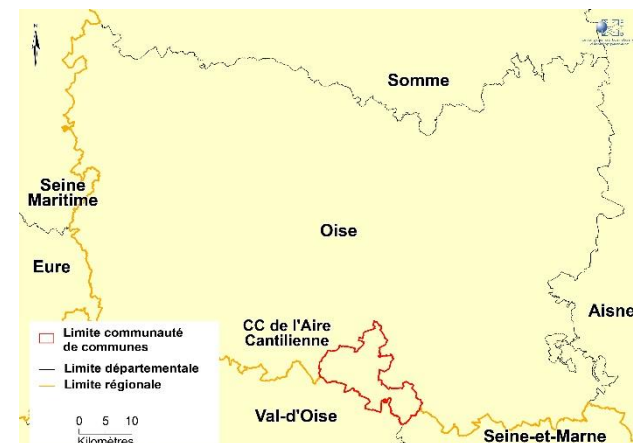 N
Somme
Seine
Maritime
Oise
Eure
Aisne
CC de l'Aire
Cantilienne
Limite communauté
de communes
Limite départementale
Limite régionale
0 5 10
Kilomètres
Val-d'Oise
Seine-et-Marne